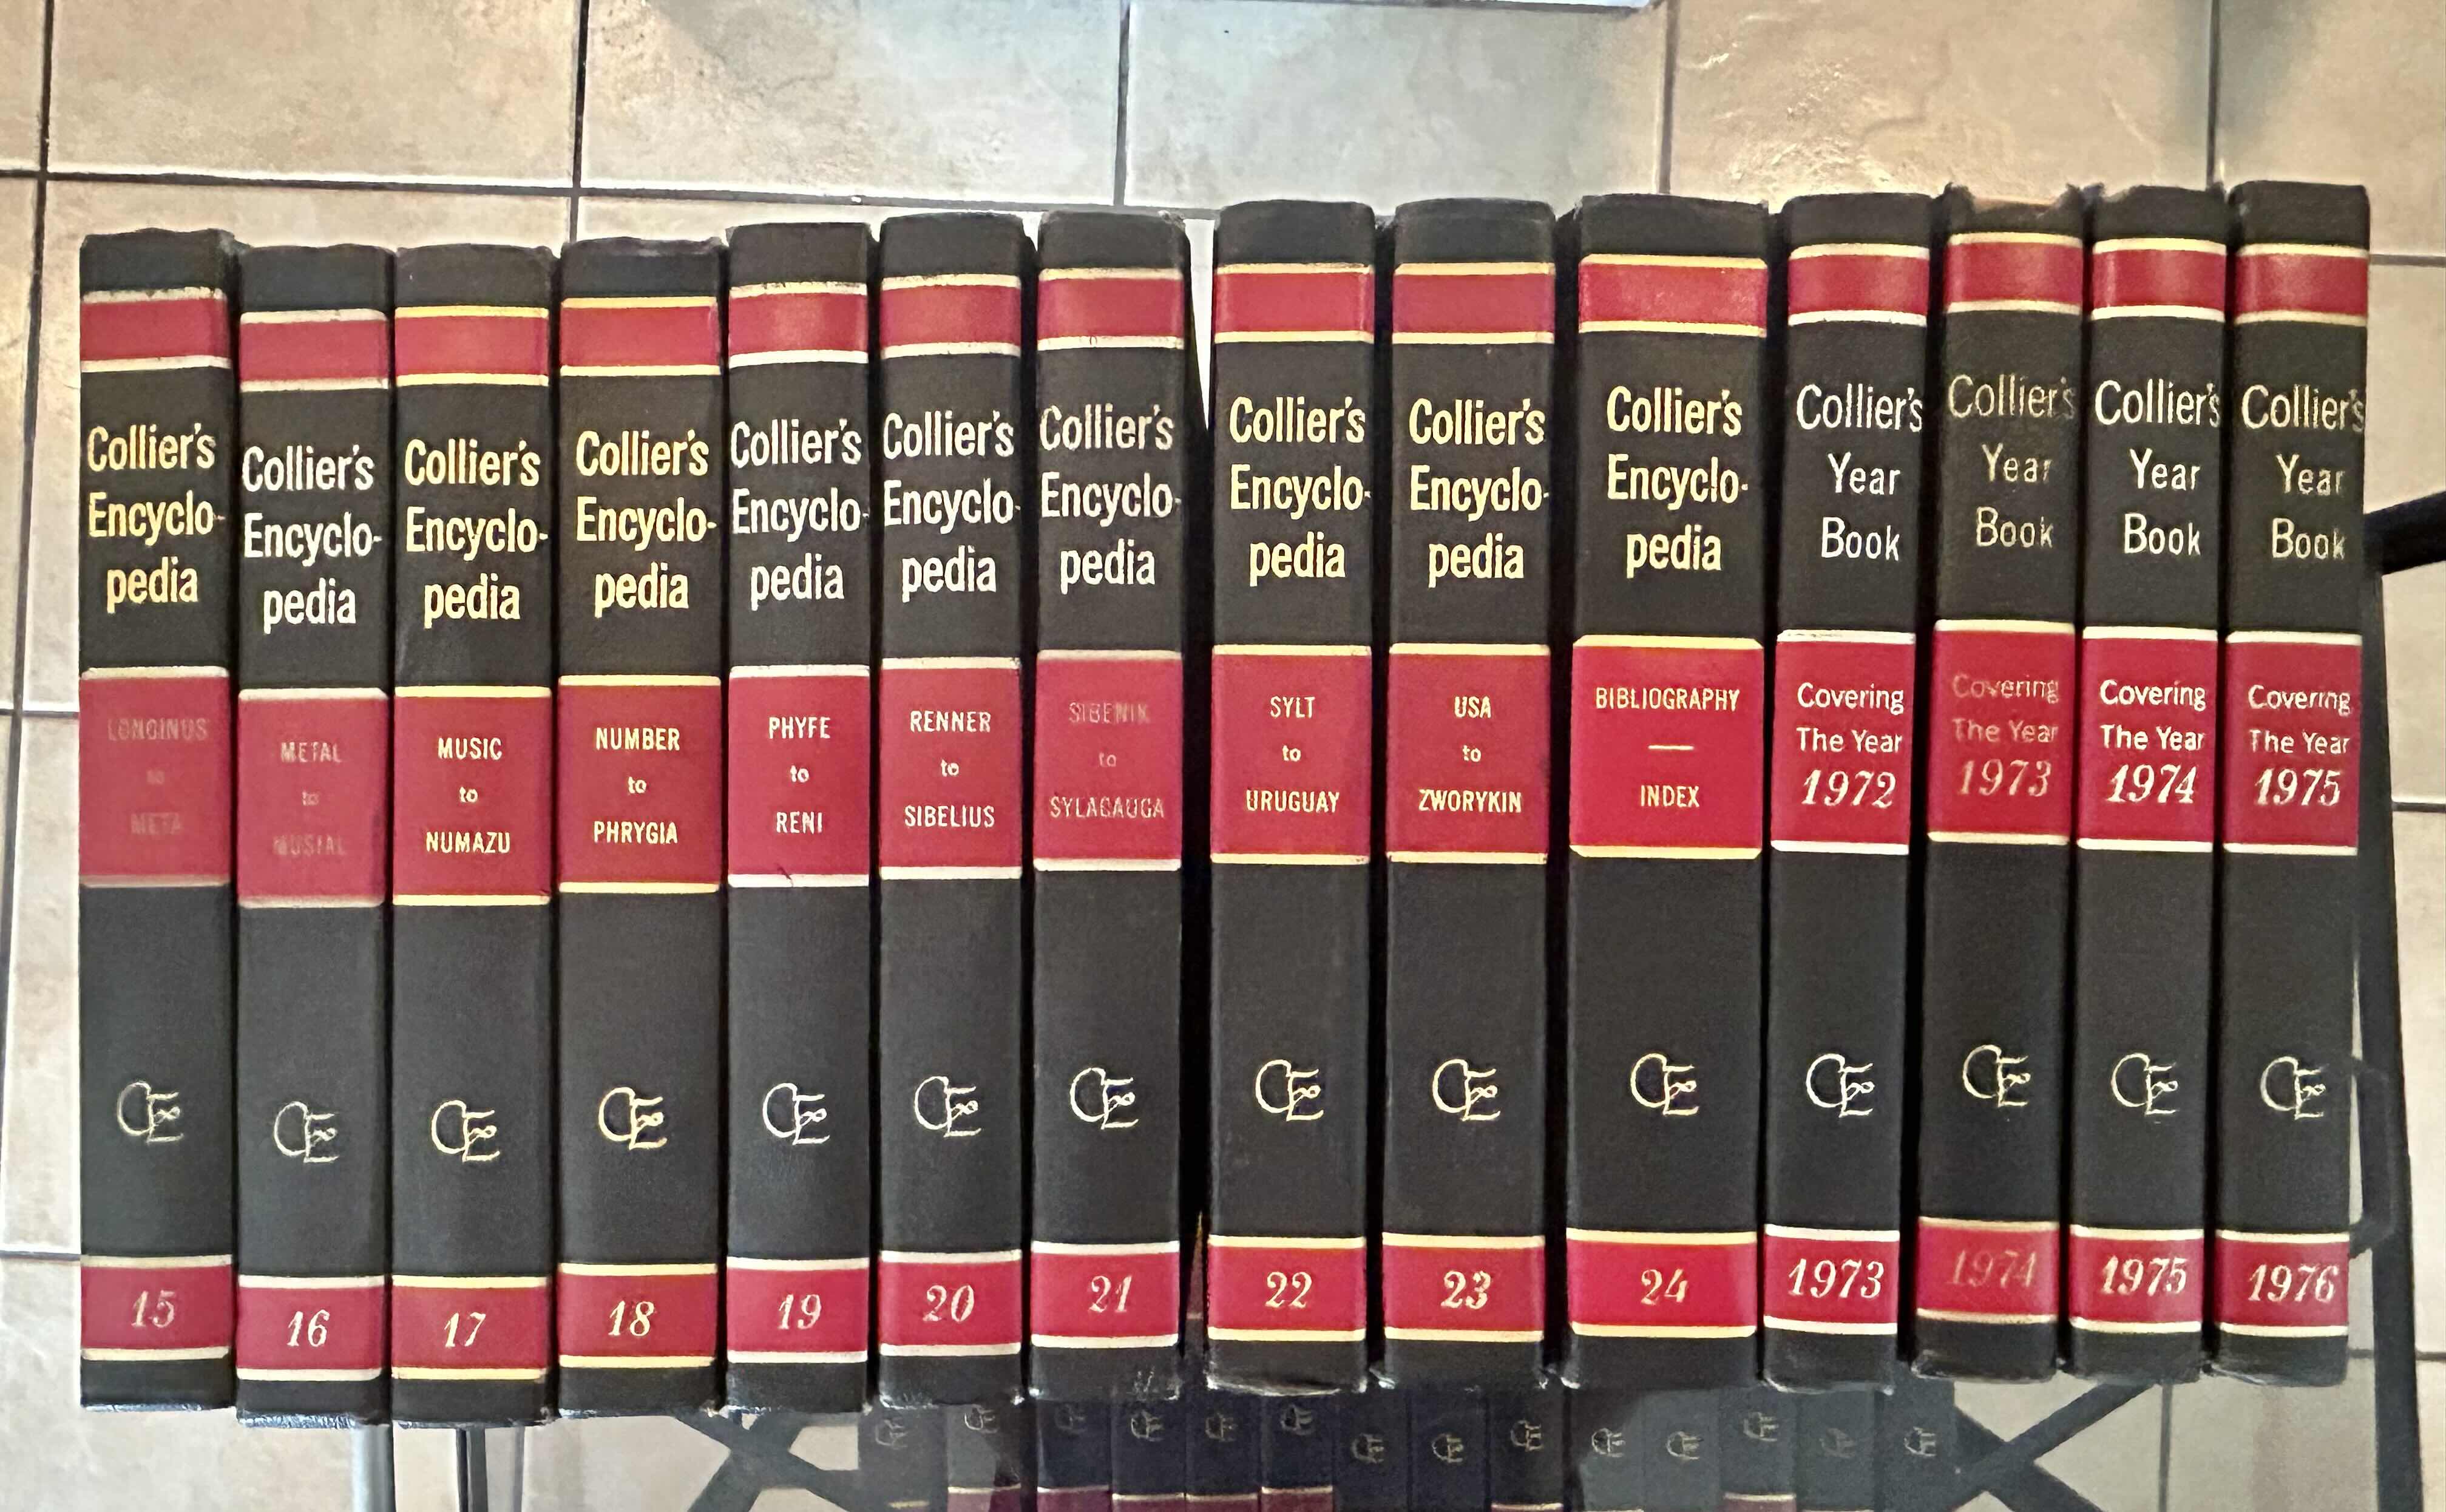 Collier's
Encyclo-
pedia
LONGINUS
to
META
CE
15
Collier's
Encyclo-
pedia
METAL
to
MUSIAL
CE
16
Collier's
Encyclo-
pedia
MUSIC
to
NUMAZU
CE
17
Collier's
Encyclo-
pedia
NUMBER
to
PHRYGIA
CE
18
Collier's
Encyclo-
pedia
PHYFE
to
RENI
CE
19
Collier's
Encyclo-
pedia
RENNER
to
SIBELIUS
CE
20
Collier's
Encyclo-
pedia
SIBENIK
to
SYLACAUGA
CE
21
Collier's
Encyclo-
pedia
SYLT
to
URUGUAY
CE
22
Collier's
Encyclo-
pedia
USA
to
ZWORYKIN
CE
23
Collier's
Encyclo-
pedia
BIBLIOGRAPHY
—
INDEX
CE
24
Collier's
Year
Book
Covering
The Year
1972
CE
1973
Collier's
Year
Book
Covering
The Year
1973
CE
1974
Collier's
Year
Book
Covering
The Year
1974
CE
1975
Collier's
Year
Book
Covering
The Year
1975
CE
1976